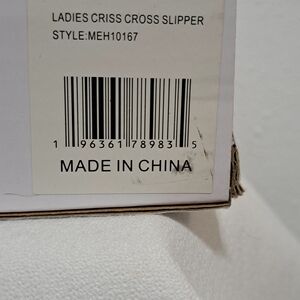 LADIES CRISS CROSS SLIPPER
STYLE:MEH10167
1 96361 78983 5
MADE IN CHINA